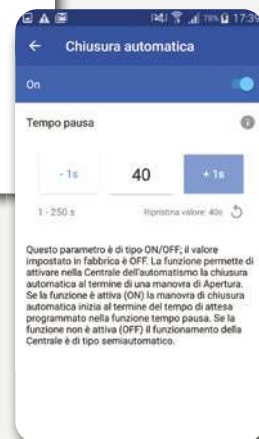 78% 17:39
Chiusura automatica
On
Tempo pausa
- 1s 40 + 1s
1 - 250 s Ripristina valore: 40s
Questo parametro è di tipo ON/OFF; il valore
impostato in fabbrica è OFF. La funzione permette di
attivare nella Centrale dell'automatismo la chiusura
automatica al termine di una manovra di Apertura.
Se la funzione è attiva (ON) la manovra di chiusura
automatica inizia al termine del tempo di attesa
programmato nella funzione tempo pausa. Se la
funzione non è attiva (OFF) il funzionamento della
Centrale è di tipo semiautomatico.